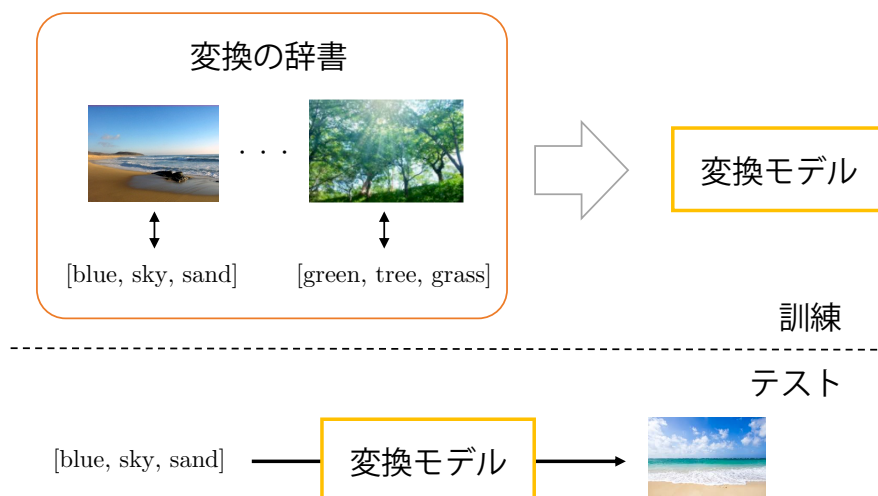 変換の辞書
. . .
[blue, sky, sand]
[green, tree, grass]
変換モデル
訓練
テスト
[blue, sky, sand]
変換モデル